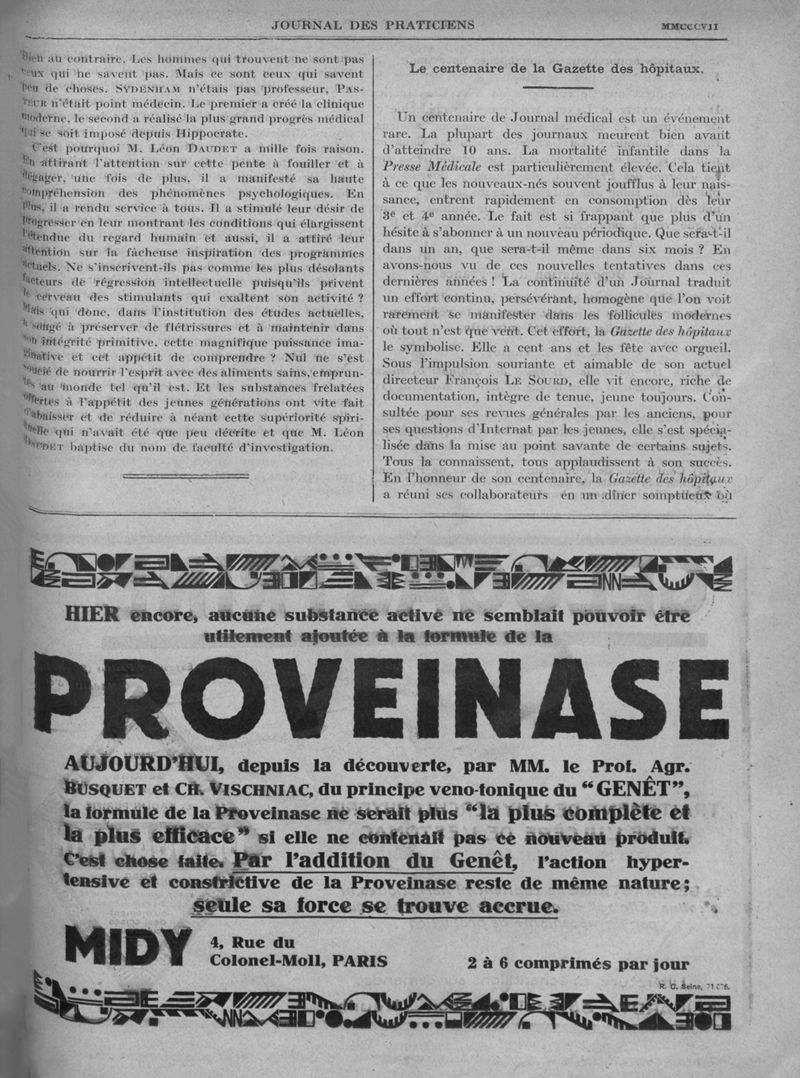 JOURNAL DES PRATICIENS
MMCCCVII
Bien au contraire. Les hommes qui trouvent ne sont pas
ceux qui ne savent pas. Mais ce sont ceux qui savent
peu de choses. SYDENHAM n'étais pas professeur, PAS-
TEUR n'était point médecin. Le premier a créé la clinique
moderne, le second a réalisé la plus grand progrès médical
qui se soit imposé depuis Hippocrate.
C'est pourquoi M. Léon DAUDET a mille fois raison.
En attirant l'attention sur cette pente à fouiller et à
dégager, une fois de plus, il a manifesté sa haute
compréhension des phénomènes psychologiques. En
plus, il a rendu service à tous. Il a stimulé leur désir de
progresser en leur montrant les conditions qui élargissent
l'étendue du regard humain et aussi, il a attiré leur
attention sur la fâcheuse inspiration des programmes
actuels. Ne s'inscrivent-ils pas comme les plus désolants
facteurs de régression intellectuelle puisqu'ils privent
le cerveau des stimulants qui exaltent son activité ?
Mais qui donc, dans l'institution des études actuelles,
a songé à préserver de flétrissures et à maintenir dans
son intégrité primitive, cette magnifique puissance ima-
ginative et cet appétit de comprendre ? Nul ne s'est
soucié de nourrir l'esprit avec des aliments sains, emprun-
tés au monde tel qu'il est. Et les substances frelatées
offertes à l'appétit des jeunes générations ont vite fait
d'abaisser et de réduire à néant cette supériorité spiri-
tuelle qui n'avait été que peu décrite et que M. Léon
DAUDET baptise du nom de faculté d'investigation.
Le centenaire de la Gazette des hôpitaux.
Un centenaire de Journal médical est un événement
rare. La plupart des journaux meurent bien avant
d'atteindre 10 ans. La mortalité infantile dans la
Presse Médicale est particulièrement élevée. Cela tient
à ce que les nouveaux-nés souvent joufflus à leur nais-
sance, entrent rapidement en consomption dès leur
3e et 4e année. Le fait est si frappant que plus d'un
hésite à s'abonner à un nouveau périodique. Que sera-t-il
dans un an, que sera-t-il même dans six mois ? En
avons-nous vu de ces nouvelles tentatives dans ces
dernières années ! La continuité d'un Journal traduit
un effort continu, persévérant, homogène que l'on voit
rarement se manifester dans les follicules modernes
où tout n'est que vent. Cet effort, la Gazette des hôpitaux
le symbolise. Elle a cent ans et les fête avec orgueil.
Sous l'impulsion souriante et aimable de son actuel
directeur François LE SOURD, elle vit encore, riche de
documentation, intègre de tenue, jeune toujours. Con-
sultée pour ses revues générales par les anciens, pour
ses questions d'Internat par les jeunes, elle s'est spécia-
lisée dans la mise au point savante de certains sujets.
Tous la connaissent, tous applaudissent à son succès.
En l'honneur de son centenaire, la Gazette des hôpitaux
a réuni ses collaborateurs en un dîner somptueux où
HIER encore, aucune substance active ne semblait pouvoir être
utilement ajoutée à la formule de la
PROVEINASE
AUJOURD'HUI, depuis la découverte, par MM. le Prof. Agr.
BUSQUET et CH. VISCHNIAC, du principe veno-tonique du "GENÊT",
la formule de la Proveinase ne serait plus "la plus complète et
la plus efficace" si elle ne contenait pas ce nouveau produit.
C'est chose faite. Par l'addition du Genêt, l'action hyper-
tensive et constrictive de la Proveinase reste de même nature;
seule sa force se trouve accrue.
MIDY
4, Rue du
Colonel-Moll, PARIS
2 à 6 comprimés par jour
R. C. Seine,